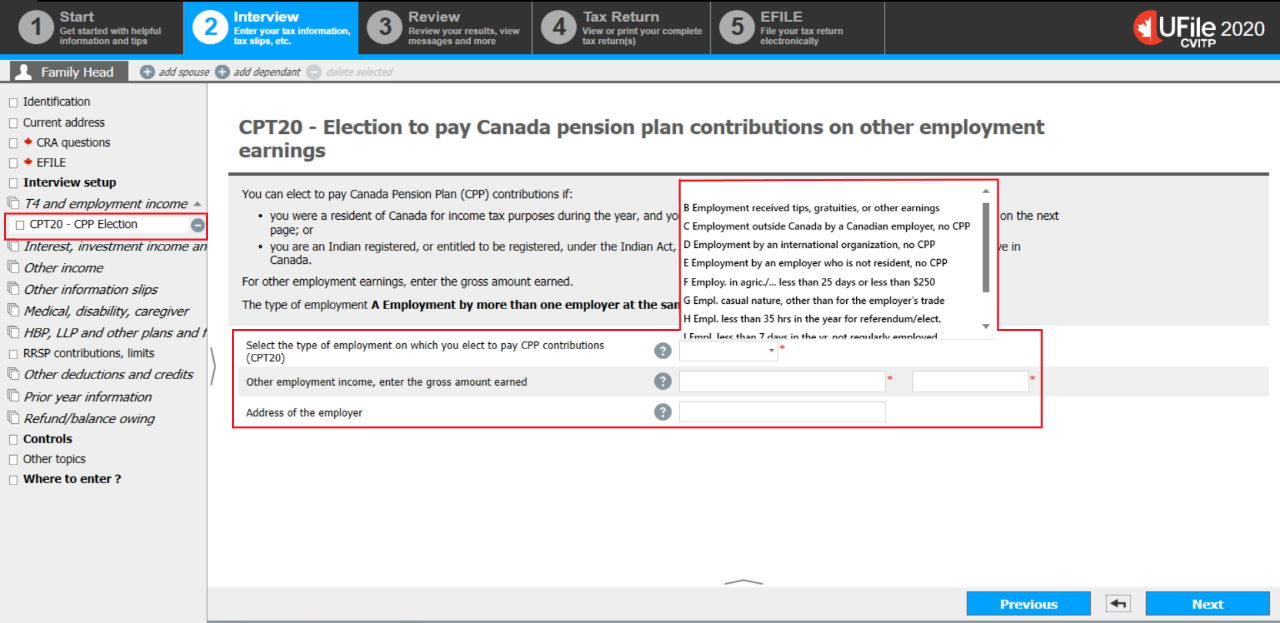 1
Start
Get started with helpful
information and tips
2
Interview
Enter your tax information,
tax slips, etc.
3
Review
Review your results, view
messages and more
4
Tax Return
View or print your complete
tax return(s)
5
EFILE
File your tax return
electronically
UFile 2020
CVITP
Family Head
+ add spouse + add dependant − delete selected
Identification
Current address
CRA questions
EFILE
Interview setup
T4 and employment income
CPT20 - CPP Election
Interest, investment income an
Other income
Other information slips
Medical, disability, caregiver
HBP, LLP and other plans and f
RRSP contributions, limits
Other deductions and credits
Prior year information
Refund/balance owing
Controls
Other topics
Where to enter ?
CPT20 - Election to pay Canada pension plan contributions on other employment
earnings
You can elect to pay Canada Pension Plan (CPP) contributions if:
• you were a resident of Canada for income tax purposes during the year, and yo on the next
page; or
• you are an Indian registered, or entitled to be registered, under the Indian Act, ve in
Canada.
For other employment earnings, enter the gross amount earned.
The type of employment A Employment by more than one employer at the sa
B Employment received tips, gratuities, or other earnings
C Employment outside Canada by a Canadian employer, no CPP
D Employment by an international organization, no CPP
E Employment by an employer who is not resident, no CPP
F Employ. in agric./... less than 25 days or less than $250
G Empl. casual nature, other than for the employer's trade
H Empl. less than 35 hrs in the year for referendum/elect.
I Empl. less than 7 days in the yr, not regularly employed
Select the type of employment on which you elect to pay CPP contributions
(CPT20)
? *
Other employment income, enter the gross amount earned ? * *
Address of the employer ?
Previous
Next